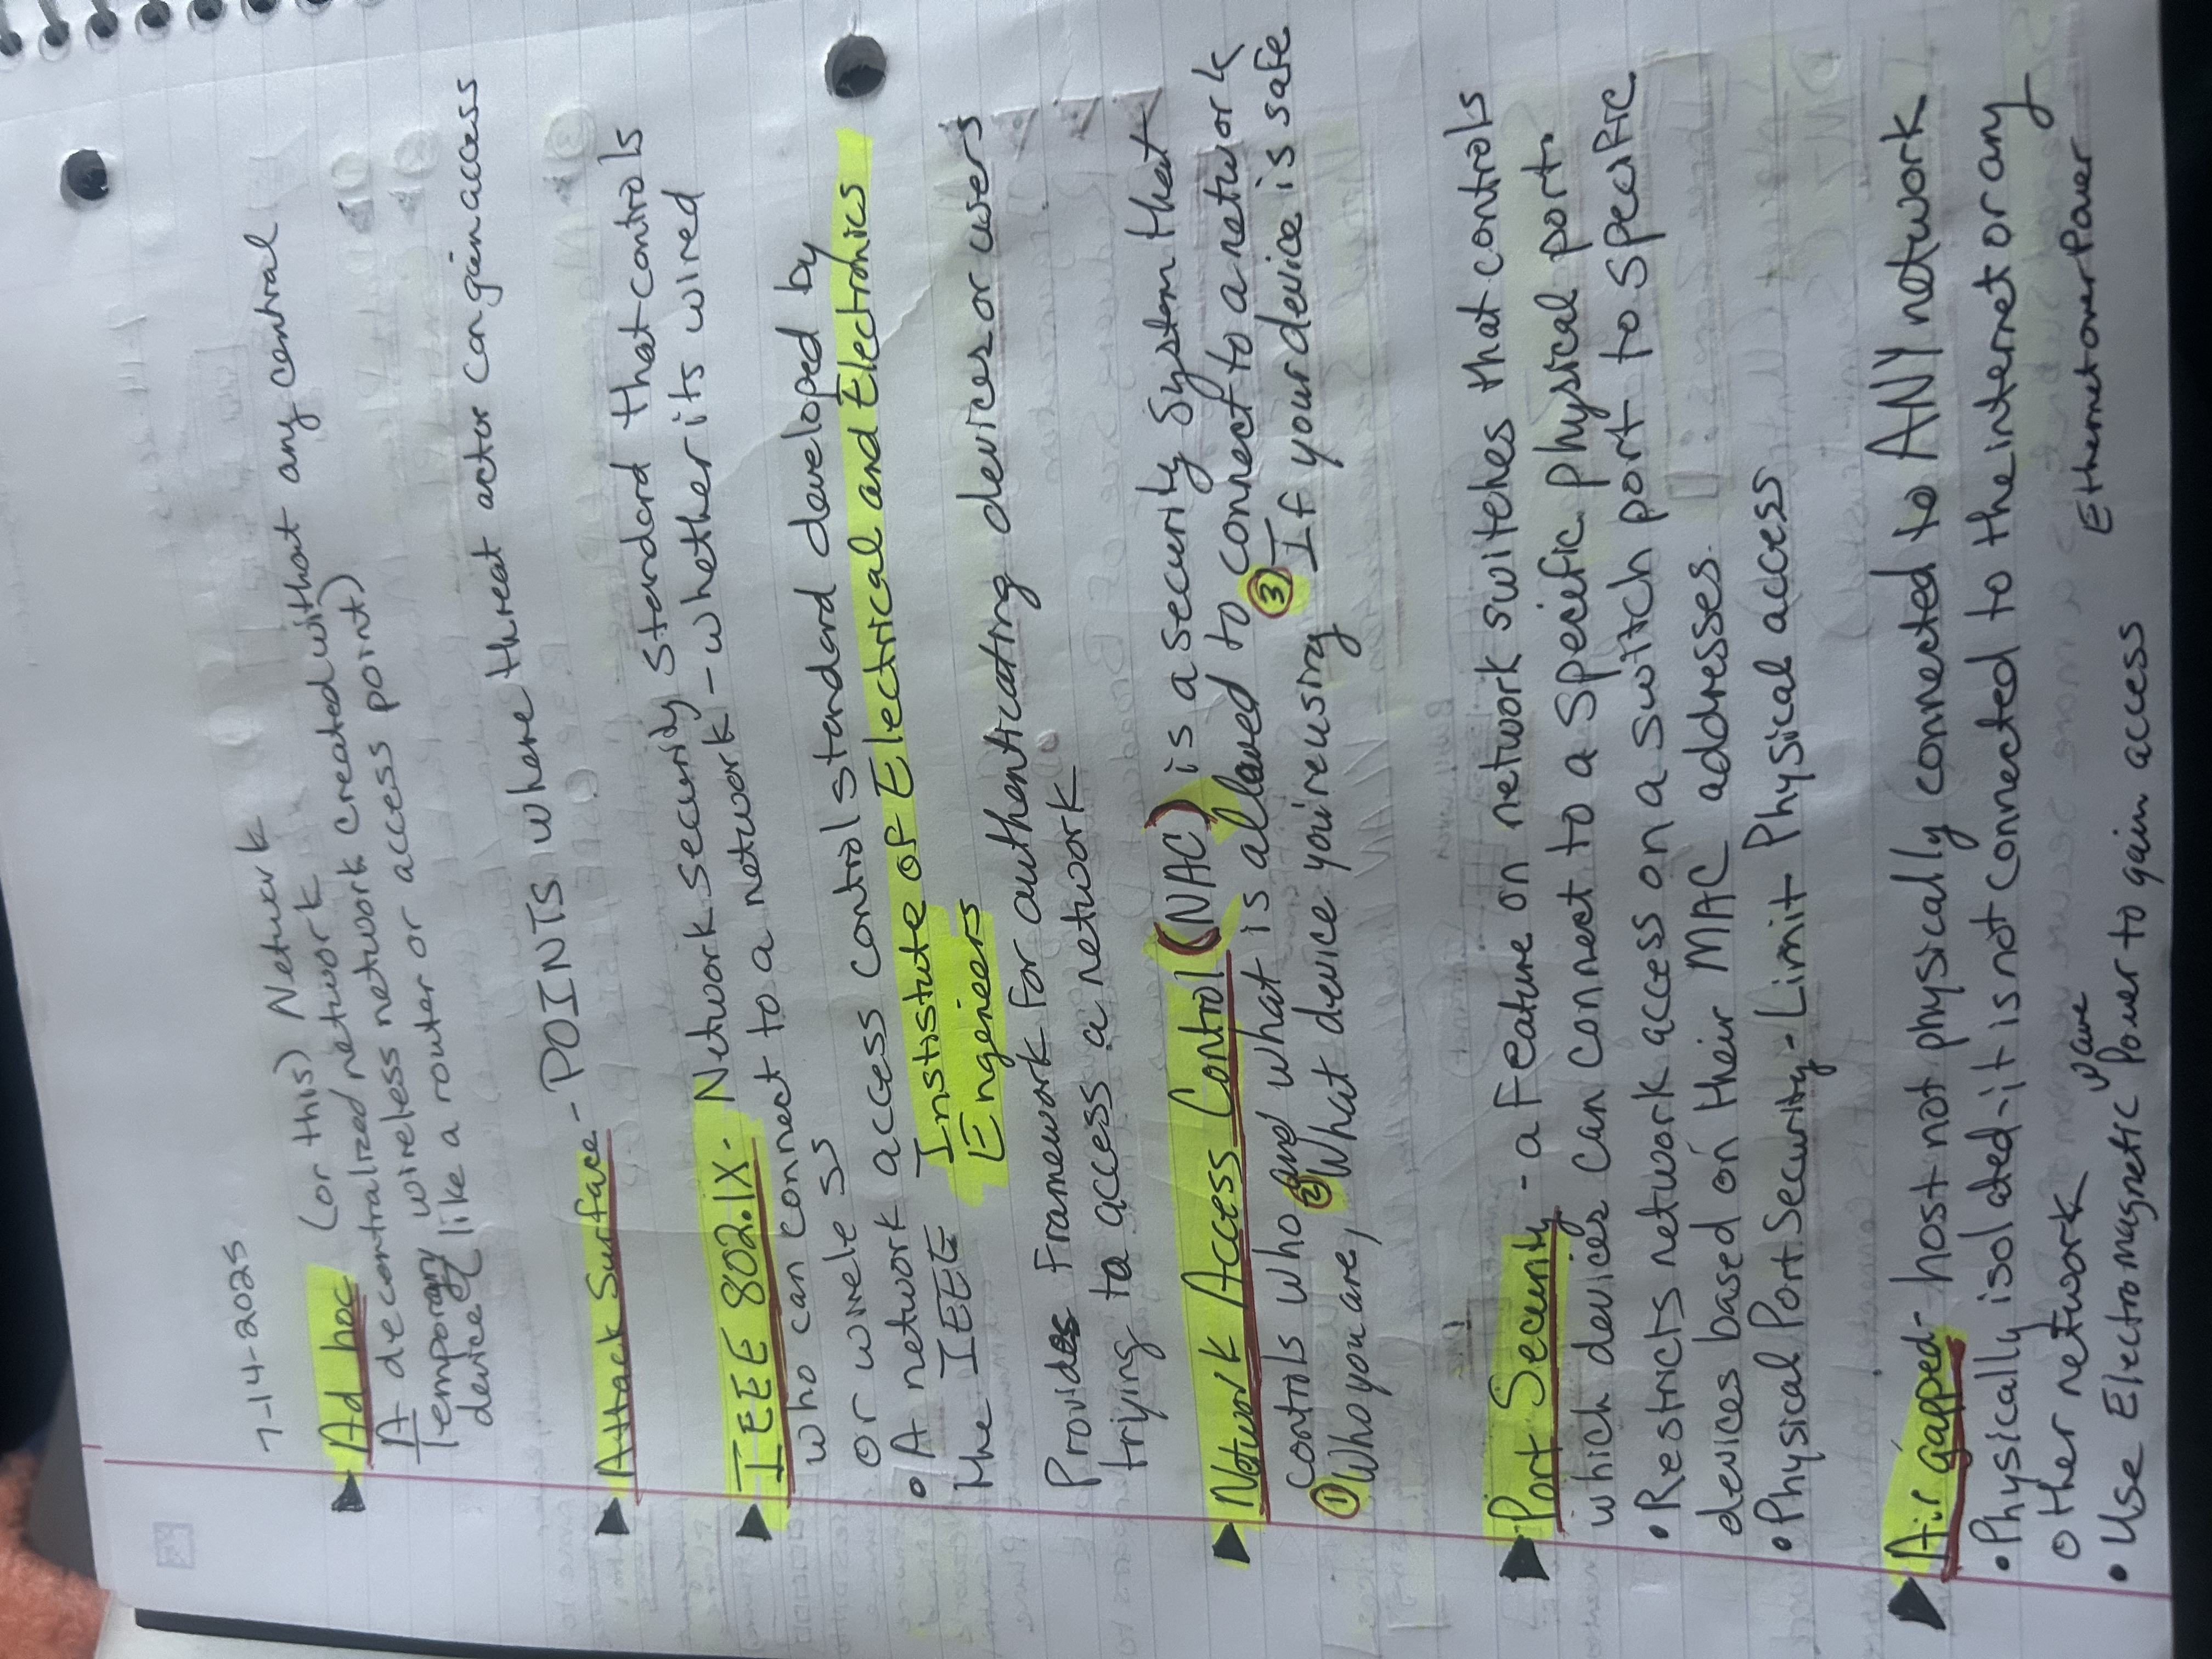 7-14-2025
Ad hoc (or this) Network
A decentralized network
Temporary wireless network created without any central
device (like a router or access point)
Attack Surface - POINTS where threat actor can gain access
IEEE 802.1X - Network security standard that controls
who can connect to a network - whether its wired
or wireless
• A network access control standard developed by
the IEEE Instistute of Electrical and Electronics
Engeneers
Provides Framework for authenticating devices or users
trying to access a network
Network Access Control (NAC) is a security system that
controls who and what is allowed to connect to a network
① Who you are, ② What device you're using ③ If your device is safe
Port Security - a Feature on network switches that controls
which devices can connect to a specific physical port.
• Restricts network access on a switch port to specific
devices based on their MAC addresses.
• Physical Port Security - Limit Physical access
Air gapped - host not physically connected to ANY network
• Physically isolated - it is not connected to the internet or any
other network
wave
Ethernet over Power
• Use Electromagnetic Power to gain access